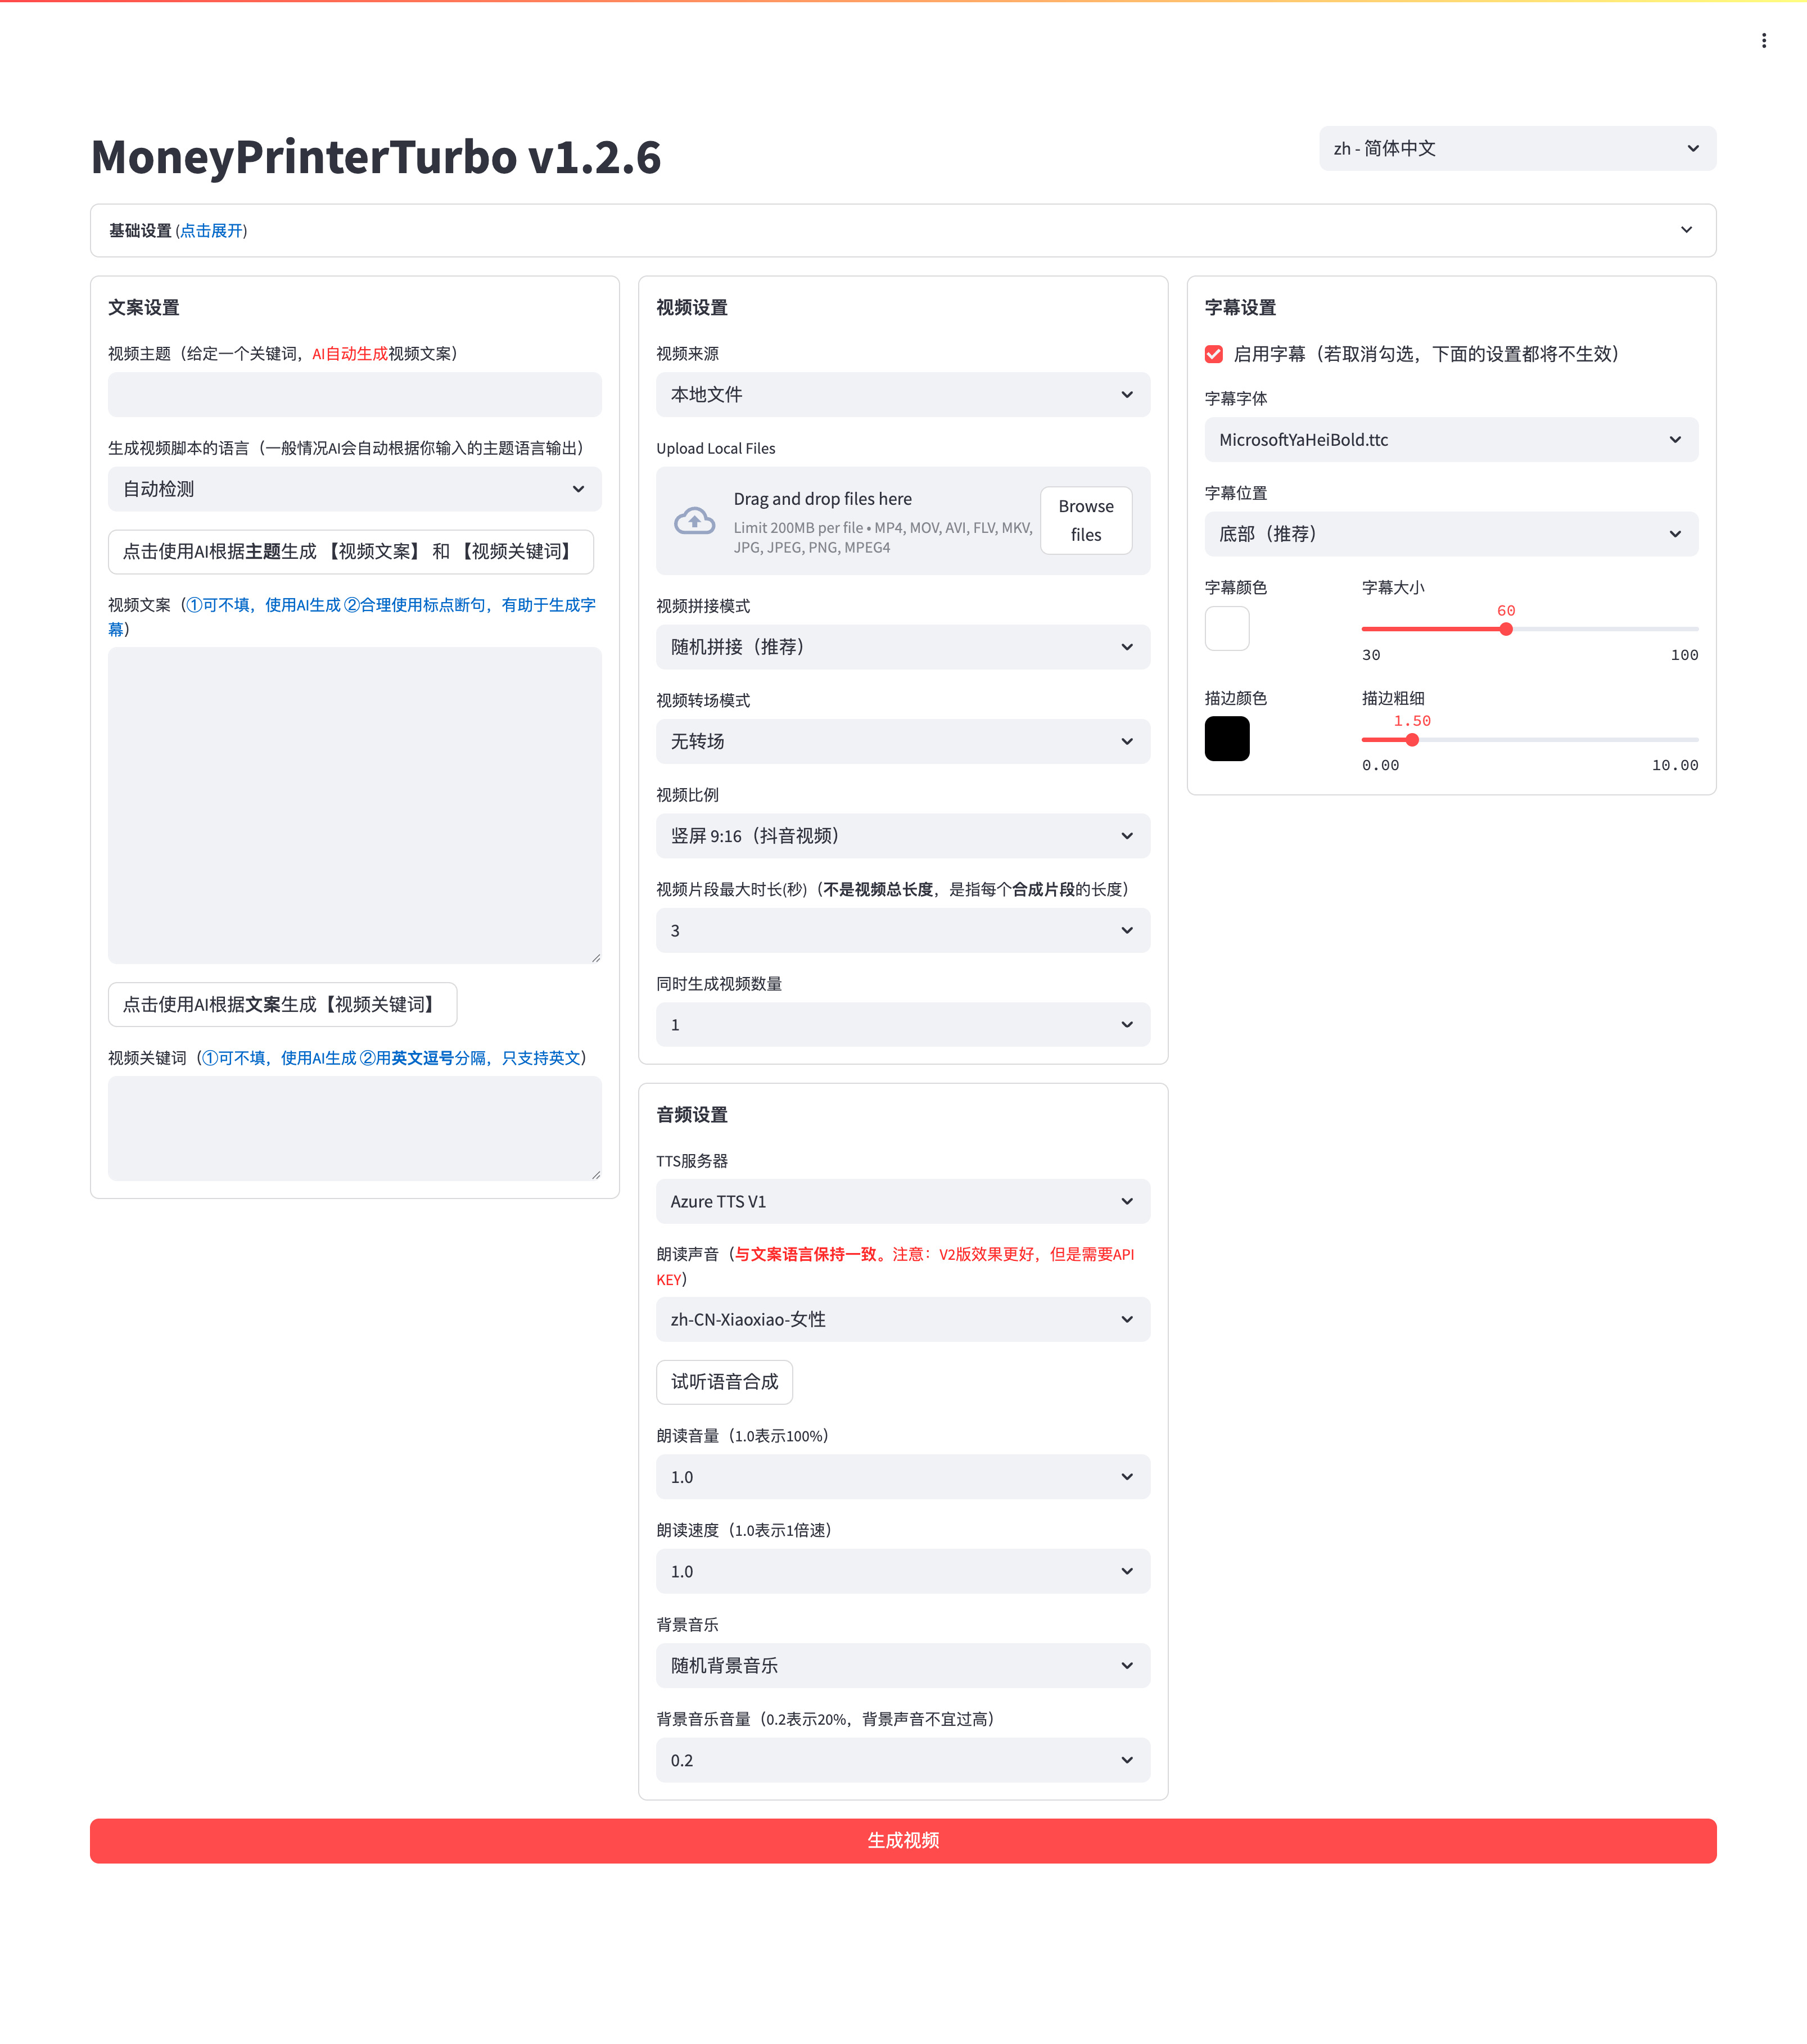 MoneyPrinterTurbo v1.2.6
zh - 简体中文
基础设置 (点击展开)
文案设置
视频主题（给定一个关键词，AI自动生成视频文案）
生成视频脚本的语言（一般情况AI会自动根据你输入的主题语言输出）
自动检测
点击使用AI根据主题生成 【视频文案】 和 【视频关键词】
视频文案（①可不填，使用AI生成 ②合理使用标点断句，有助于生成字
幕）
点击使用AI根据文案生成【视频关键词】
视频关键词（①可不填，使用AI生成 ②用英文逗号分隔，只支持英文）
视频设置
视频来源
本地文件
Upload Local Files
Drag and drop files here
Limit 200MB per file • MP4, MOV, AVI, FLV, MKV,
JPG, JPEG, PNG, MPEG4
Browse
files
视频拼接模式
随机拼接（推荐）
视频转场模式
无转场
视频比例
竖屏 9:16（抖音视频）
视频片段最大时长(秒)（不是视频总长度，是指每个合成片段的长度）
3
同时生成视频数量
1
音频设置
TTS服务器
Azure TTS V1
朗读声音（与文案语言保持一致。注意：V2版效果更好，但是需要API
KEY）
zh-CN-Xiaoxiao-女性
试听语音合成
朗读音量（1.0表示100%）
1.0
朗读速度（1.0表示1倍速）
1.0
背景音乐
随机背景音乐
背景音乐音量（0.2表示20%，背景声音不宜过高）
0.2
字幕设置
启用字幕（若取消勾选，下面的设置都将不生效）
字幕字体
MicrosoftYaHeiBold.ttc
字幕位置
底部（推荐）
字幕颜色
字幕大小
60
30
100
描边颜色
描边粗细
1.50
0.00
10.00
生成视频